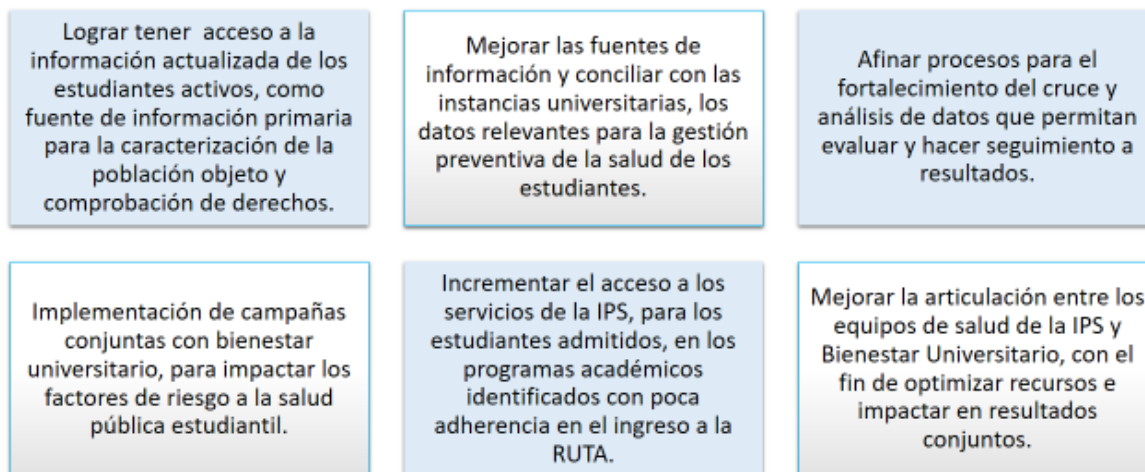 Lograr tener  acceso a la
información actualizada de los
estudiantes activos, como
fuente de información primaria
para la caracterización de la
población objeto y
comprobación de derechos.
Mejorar las fuentes de
información y conciliar con las
instancias universitarias, los
datos relevantes para la gestión
preventiva de la salud de los
estudiantes.
Afinar procesos para el
fortalecimiento del cruce y
análisis de datos que permitan
evaluar y hacer seguimiento a
resultados.
Implementación de campañas
conjuntas con bienestar
universitario, para impactar los
factores de riesgo a la salud
pública estudiantil.
Incrementar el acceso a los
servicios de la IPS, para los
estudiantes admitidos, en los
programas académicos
identificados con poca
adherencia en el ingreso a la
RUTA.
Mejorar la articulación entre los
equipos de salud de la IPS y
Bienestar Universitario, con el
fin de optimizar recursos e
impactar en resultados
conjuntos.